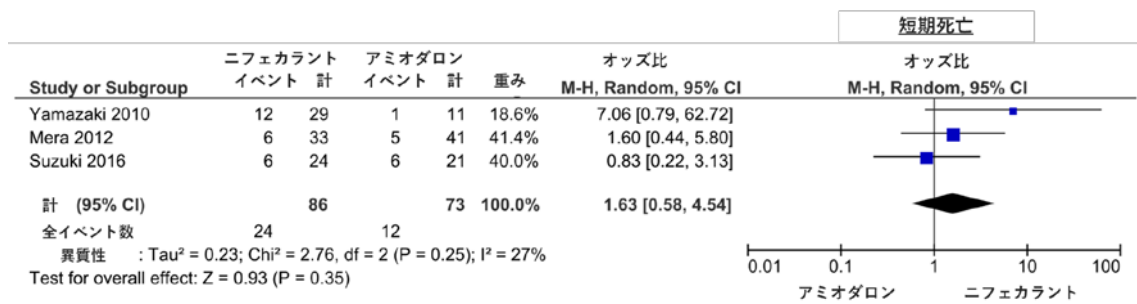 短期死亡
ニフェカラント アミオダロン オッズ比 オッズ比
Study or Subgroup イベント 計 イベント 計 重み M-H, Random, 95% CI M-H, Random, 95% CI
Yamazaki 2010 12 29 1 11 18.6% 7.06 [0.79, 62.72]
Mera 2012 6 33 5 41 41.4% 1.60 [0.44, 5.80]
Suzuki 2016 6 24 6 21 40.0% 0.83 [0.22, 3.13]
計 (95% CI) 86 73 100.0% 1.63 [0.58, 4.54]
全イベント数 24 12
異質性 : Tau² = 0.23; Chi² = 2.76, df = 2 (P = 0.25); I² = 27%
Test for overall effect: Z = 0.93 (P = 0.35)
0.01 0.1 1 10 100
アミオダロン ニフェカラント